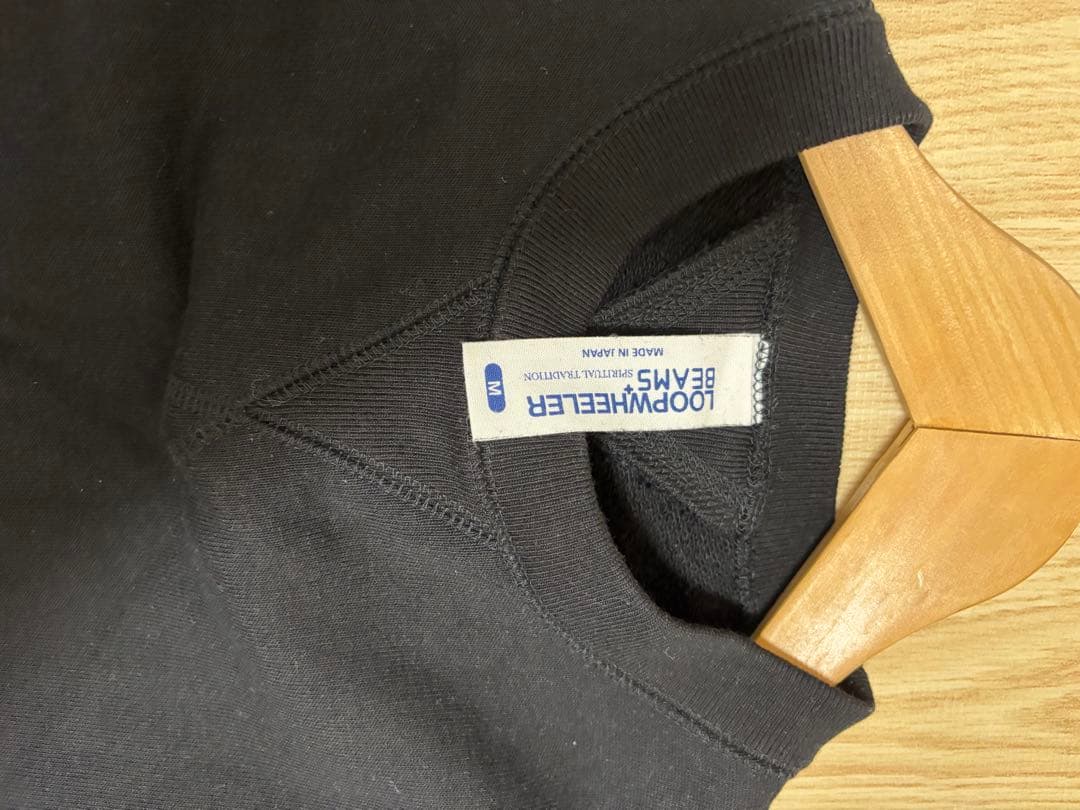 LOOPWHEELER
+
BEAMS
SPIRITUAL TRADITION
MADE IN JAPAN
M